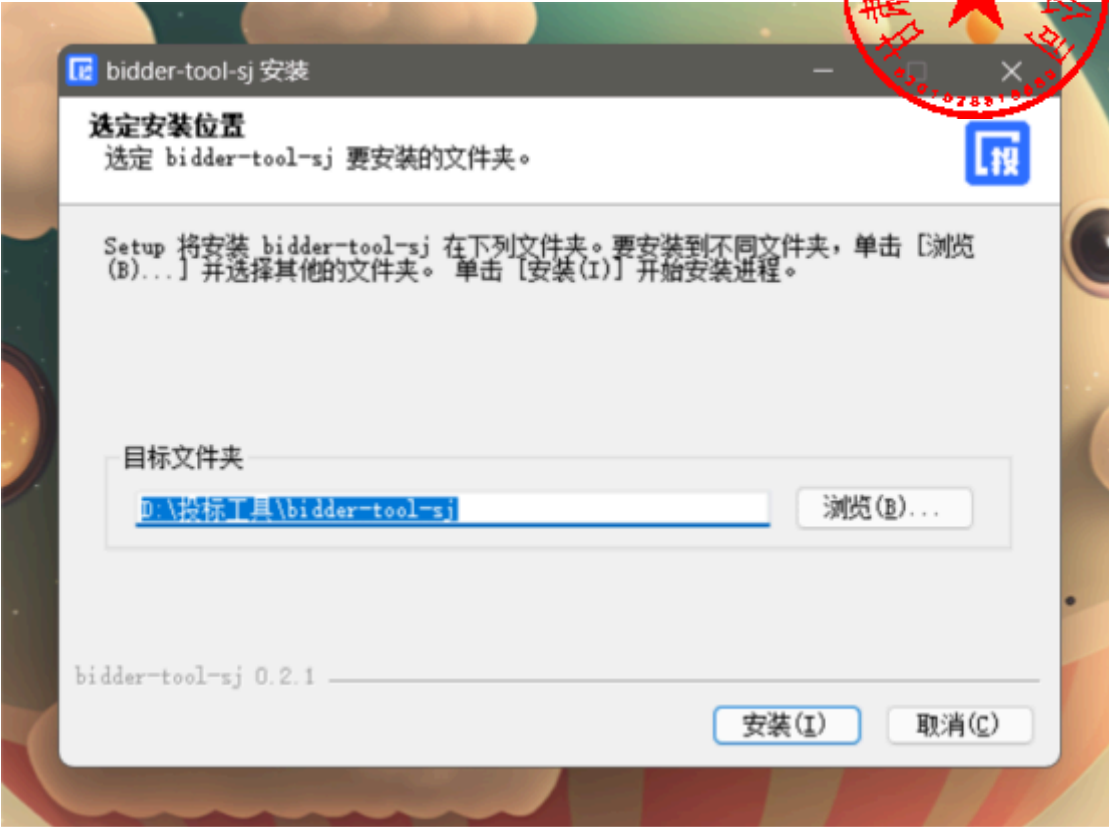 bidder-tool-sj 安装
选定安装位置
选定 bidder-tool-sj 要安装的文件夹。
投
Setup 将安装 bidder-tool-sj 在下列文件夹。要安装到不同文件夹，单击 [浏览
(B)...] 并选择其他的文件夹。 单击 [安装(I)] 开始安装进程。
目标文件夹
D:\投标工具\bidder-tool-sj
浏览(B)...
bidder-tool-sj 0.2.1
安装(I)
取消(C)